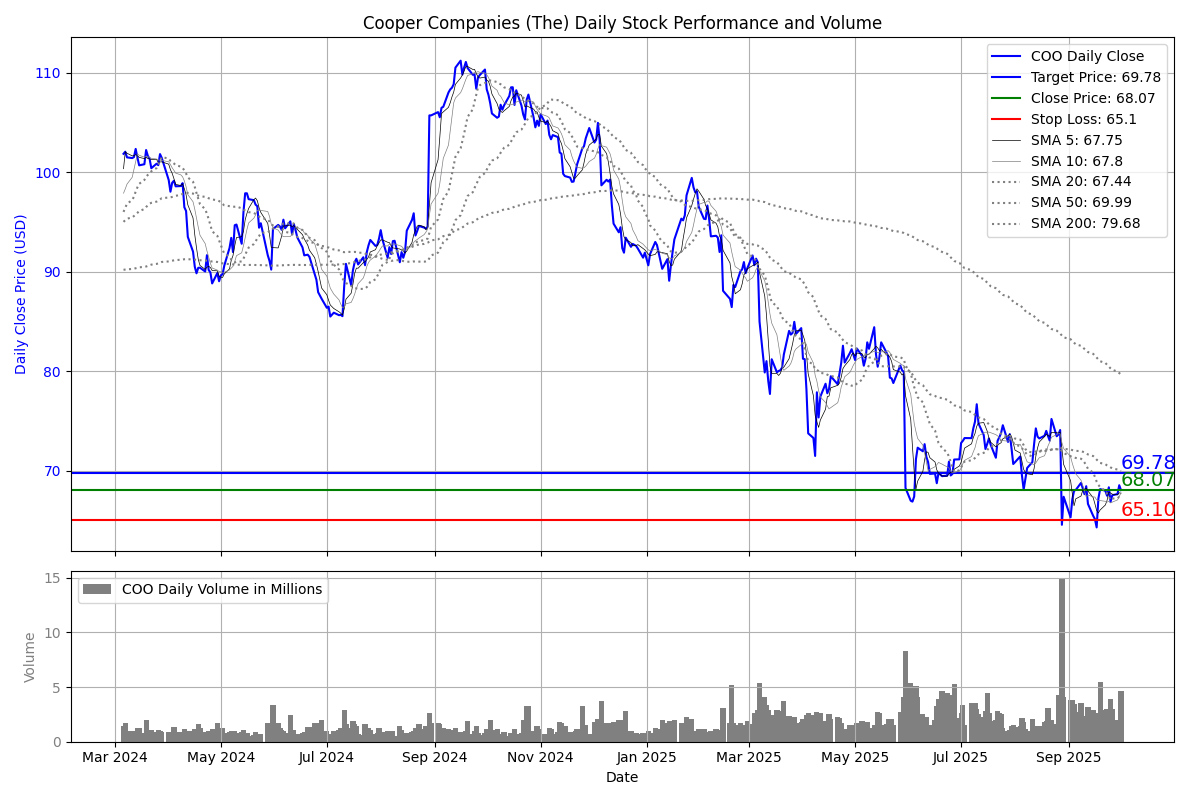 Cooper Companies (The) Daily Stock Performance and Volume
COO Daily Close
Target Price: 69.78
Close Price: 68.07
Stop Loss: 65.1
SMA 5: 67.75
SMA 10: 67.8
SMA 20: 67.44
SMA 50: 69.99
SMA 200: 79.68
Daily Close Price (USD)
110
100
90
80
70
69.78
68.07
65.10
COO Daily Volume in Millions
Volume
15
10
5
0
Mar 2024 May 2024 Jul 2024 Sep 2024 Nov 2024 Jan 2025 Mar 2025 May 2025 Jul 2025 Sep 2025
Date